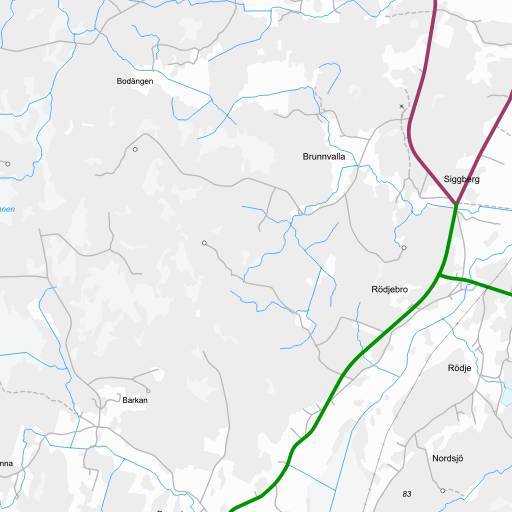 Bodängen
Brunnvalla
Siggberg
Rödjebro
Rödje
Barkan
Nordsjö
83